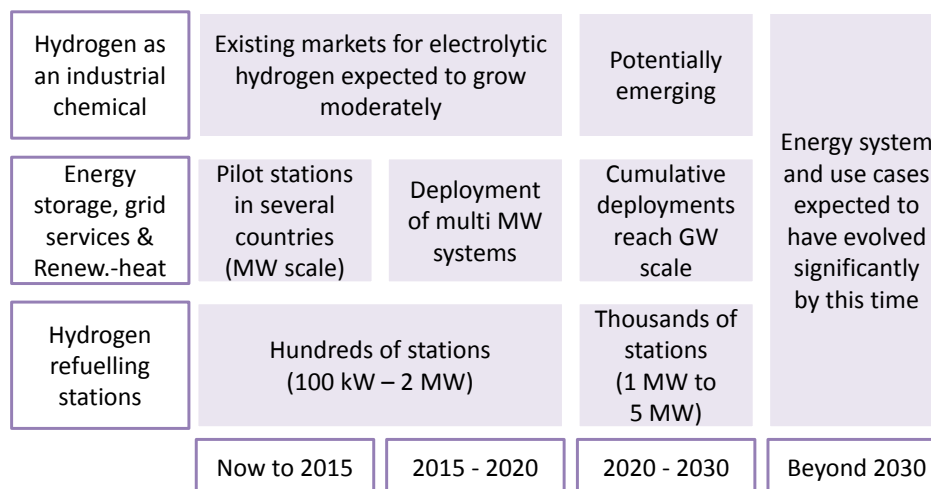 Hydrogen as
an industrial
chemical
Existing markets for electrolytic
hydrogen expected to grow
moderately
Potentially
emerging
Energy system
and use cases
expected to
have evolved
significantly
by this time
Energy
storage, grid
services &
Renew.-heat
Pilot stations
in several
countries
(MW scale)
Deployment
of multi MW
systems
Cumulative
deployments
reach GW
scale
Hydrogen
refuelling
stations
Hundreds of stations
(100 kW – 2 MW)
Thousands of
stations
(1 MW to
5 MW)
Now to 2015
2015 - 2020
2020 - 2030
Beyond 2030